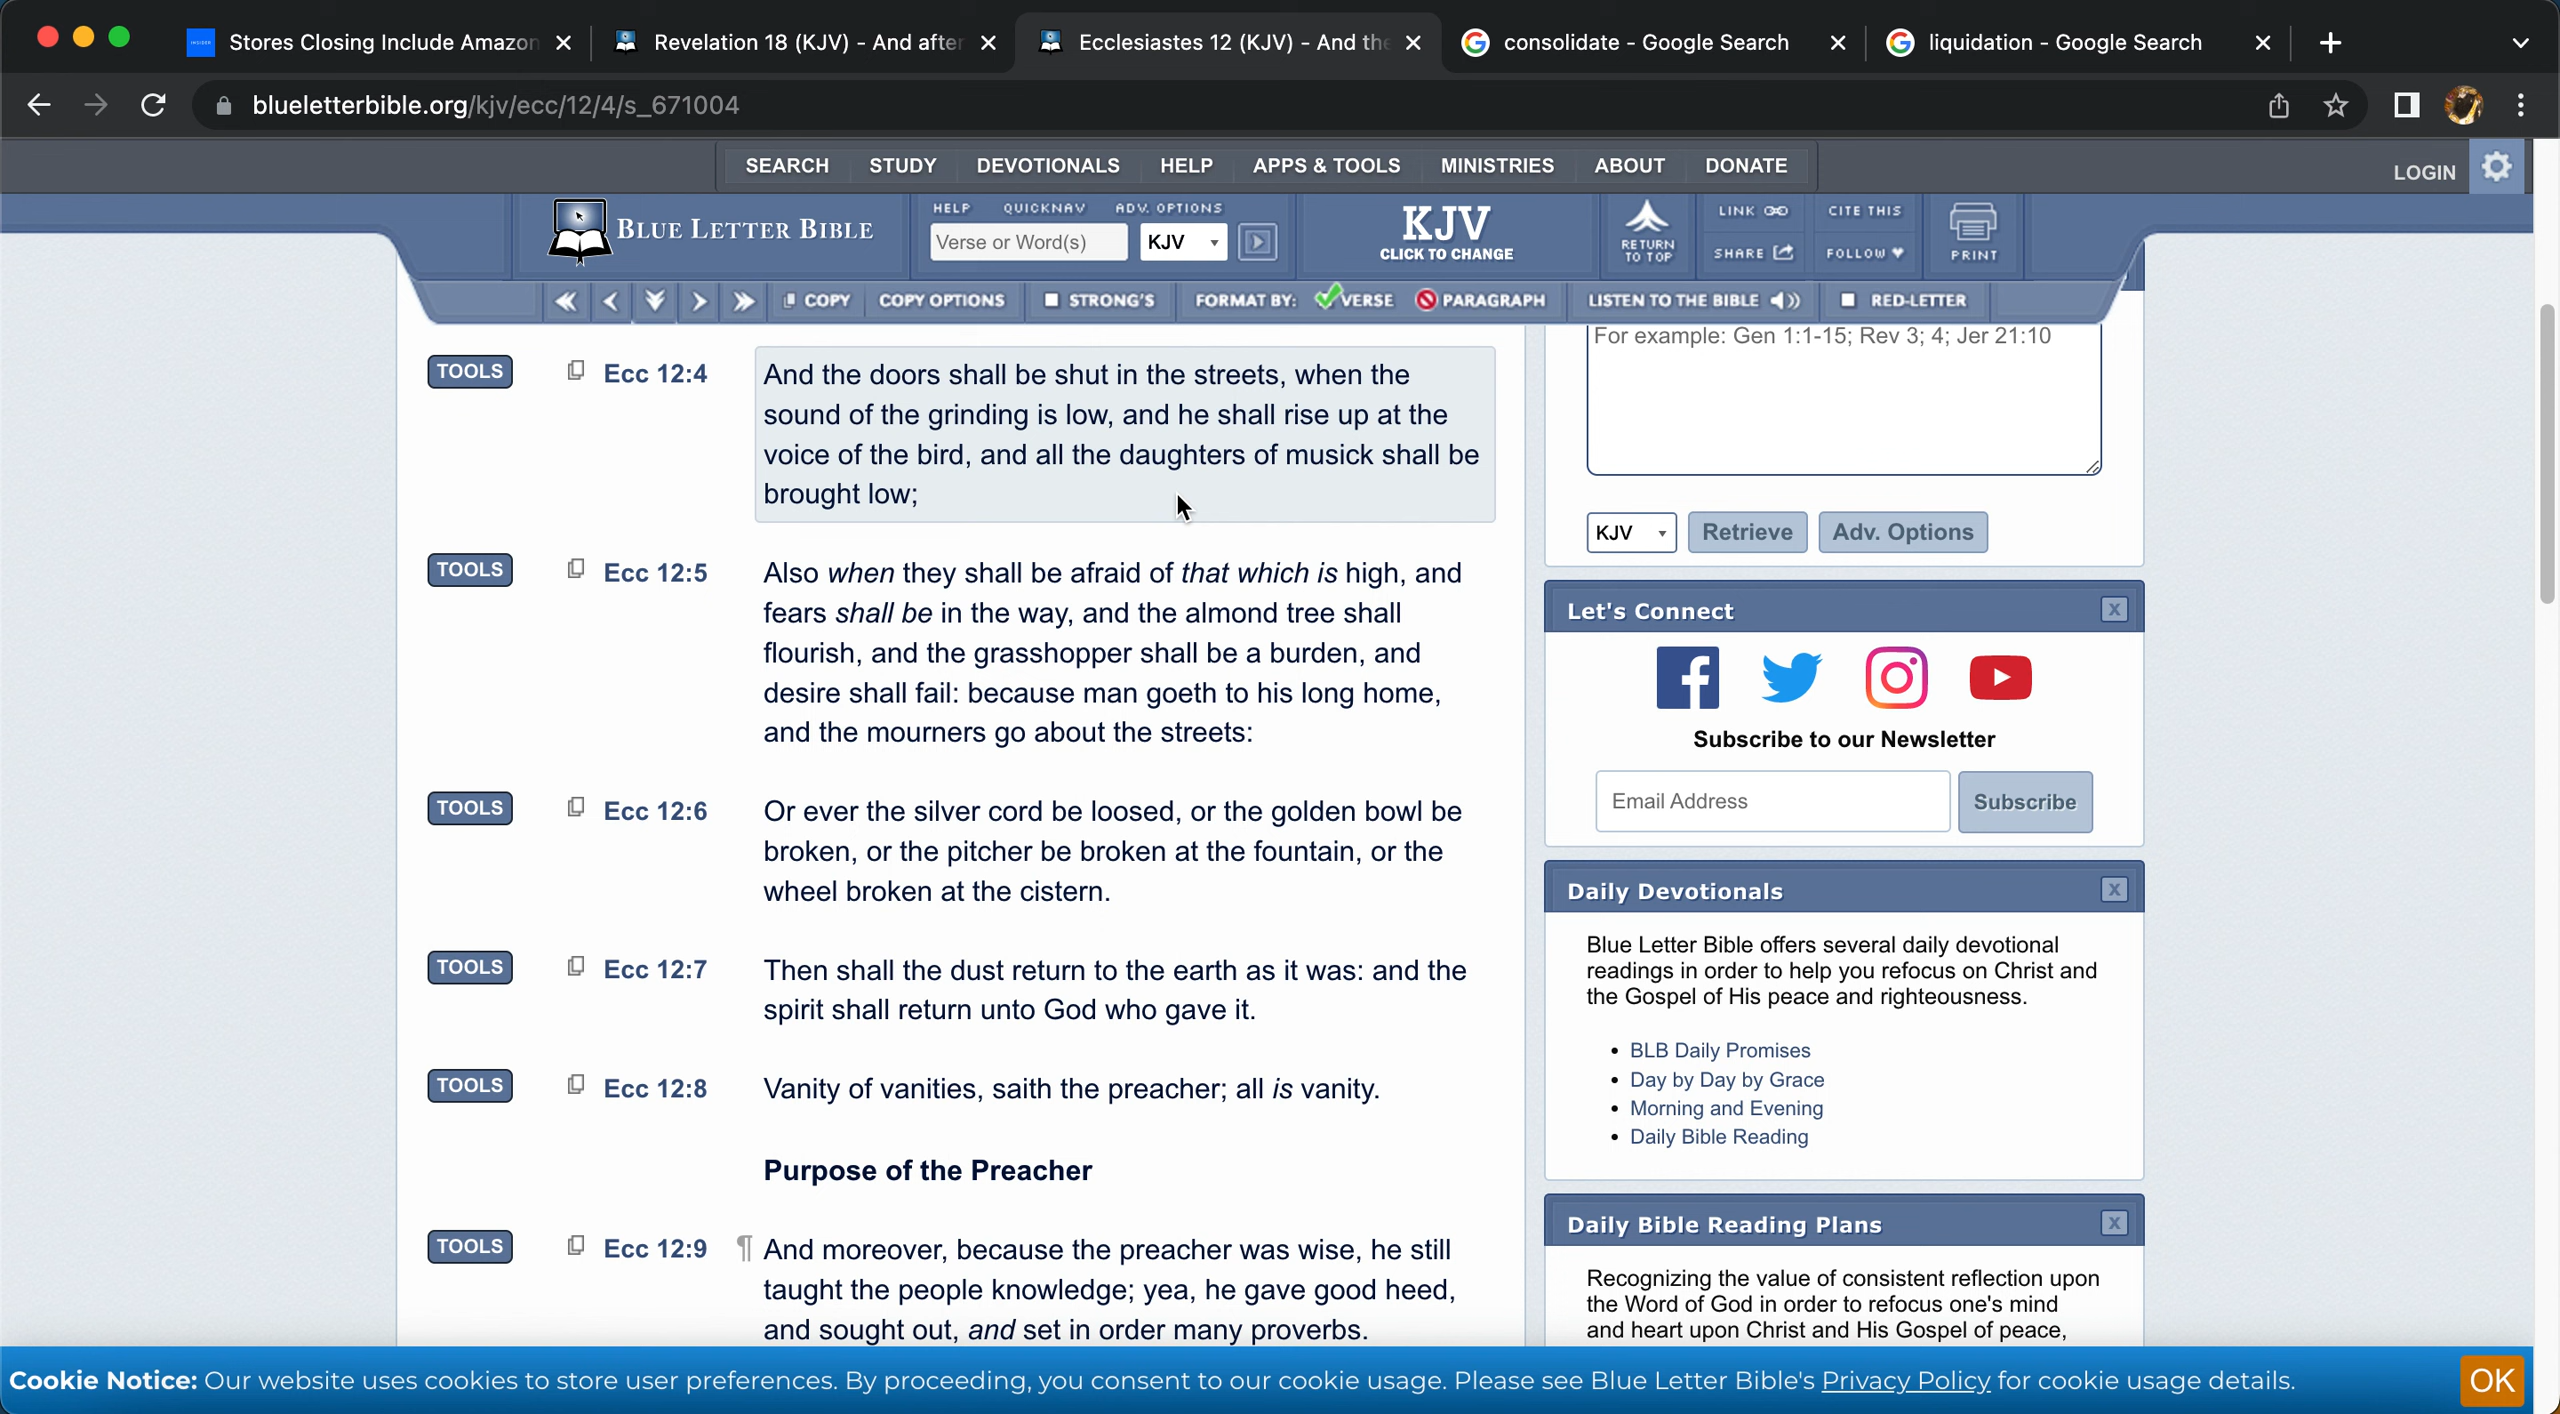 Stores Closing Include Amazon
Revelation 18 (KJV) - And after
Ecclesiastes 12 (KJV) - And the
consolidate - Google Search
liquidation - Google Search
blueletterbible.org/kjv/ecc/12/4/s_671004
SEARCH STUDY DEVOTIONALS HELP APPS & TOOLS MINISTRIES ABOUT DONATE
LOGIN
BLUE LETTER BIBLE
HELP QUICKNAV ADV. OPTIONS
Verse or Word(s) KJV
KJV
CLICK TO CHANGE
RETURN
TO TOP
LINK CITE THIS
SHARE FOLLOW
PRINT
COPY COPY OPTIONS STRONG'S FORMAT BY: VERSE PARAGRAPH LISTEN TO THE BIBLE RED-LETTER
TOOLS Ecc 12:4 And the doors shall be shut in the streets, when the
sound of the grinding is low, and he shall rise up at the
voice of the bird, and all the daughters of musick shall be
brought low;
TOOLS Ecc 12:5 Also when they shall be afraid of that which is high, and
fears shall be in the way, and the almond tree shall
flourish, and the grasshopper shall be a burden, and
desire shall fail: because man goeth to his long home,
and the mourners go about the streets:
TOOLS Ecc 12:6 Or ever the silver cord be loosed, or the golden bowl be
broken, or the pitcher be broken at the fountain, or the
wheel broken at the cistern.
TOOLS Ecc 12:7 Then shall the dust return to the earth as it was: and the
spirit shall return unto God who gave it.
TOOLS Ecc 12:8 Vanity of vanities, saith the preacher; all is vanity.
Purpose of the Preacher
TOOLS Ecc 12:9 ¶ And moreover, because the preacher was wise, he still
taught the people knowledge; yea, he gave good heed,
and sought out, and set in order many proverbs.
For example: Gen 1:1-15; Rev 3; 4; Jer 21:10
KJV Retrieve Adv. Options
Let's Connect X
Subscribe to our Newsletter
Email Address Subscribe
Daily Devotionals X
Blue Letter Bible offers several daily devotional
readings in order to help you refocus on Christ and
the Gospel of His peace and righteousness.
• BLB Daily Promises
• Day by Day by Grace
• Morning and Evening
• Daily Bible Reading
Daily Bible Reading Plans X
Recognizing the value of consistent reflection upon
the Word of God in order to refocus one's mind
and heart upon Christ and His Gospel of peace,
Cookie Notice: Our website uses cookies to store user preferences. By proceeding, you consent to our cookie usage. Please see Blue Letter Bible's Privacy Policy for cookie usage details.
OK